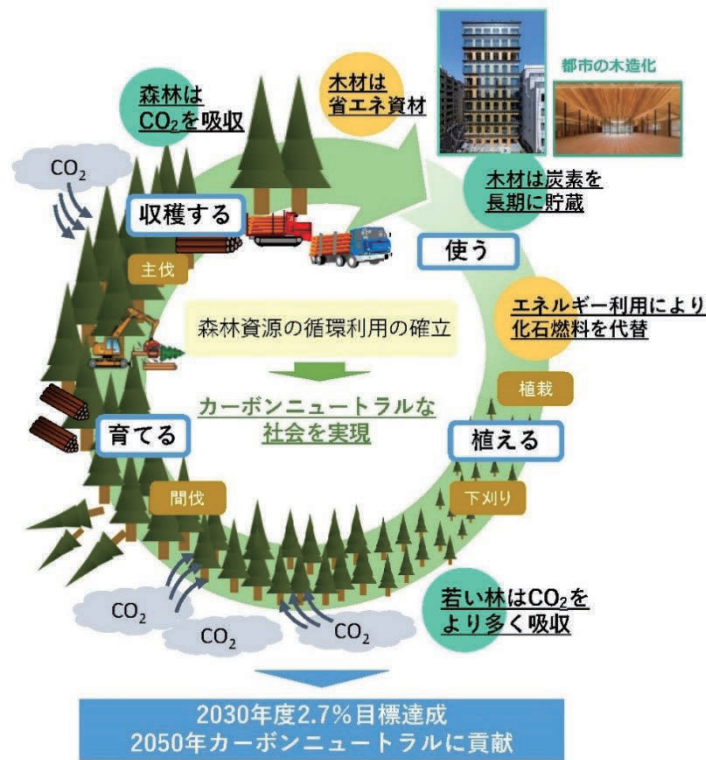 都市の木造化
森林は
CO₂を吸収
木材は
省エネ資材
CO₂
収穫する
主伐
木材は炭素を
長期に貯蔵
使う
エネルギー利用により
化石燃料を代替
森林資源の循環利用の確立
カーボンニュートラルな
社会を実現
植栽
植える
下刈り
育てる
間伐
CO₂
CO₂
CO₂
若い林はCO₂を
より多く吸収
2030年度2.7%目標達成
2050年カーボンニュートラルに貢献